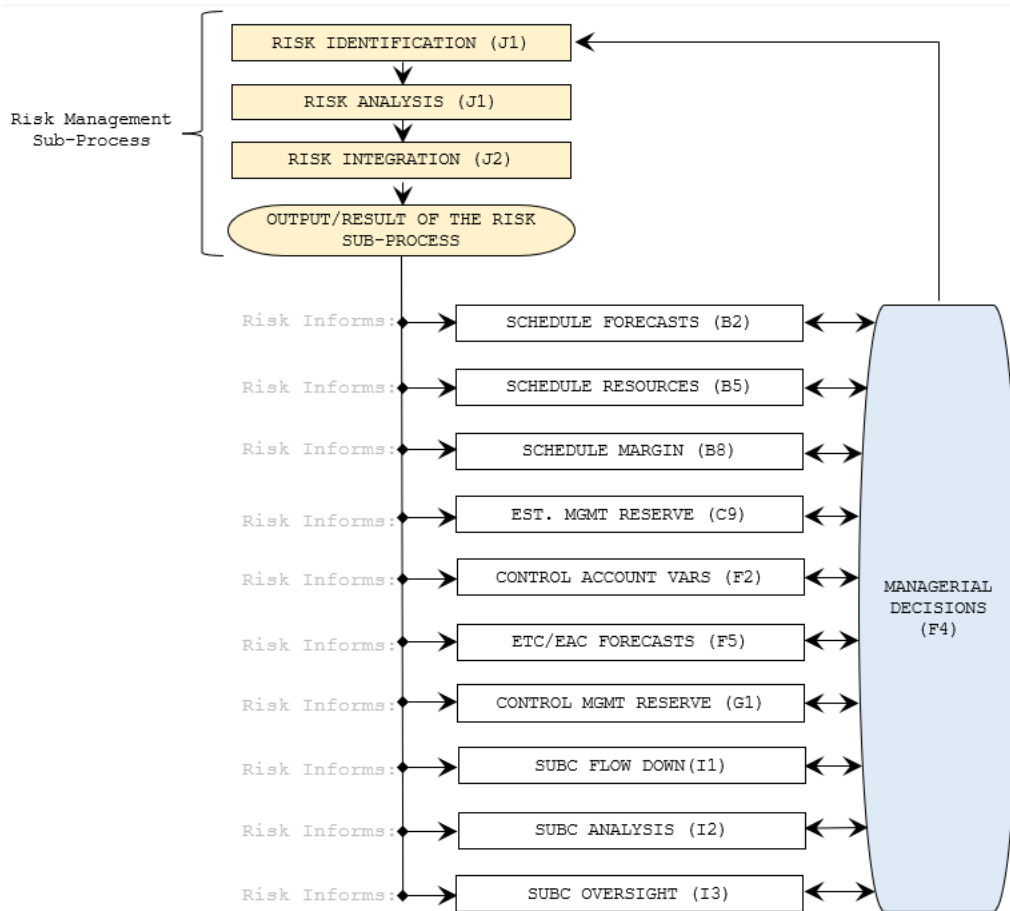 RISK IDENTIFICATION (J1)
RISK ANALYSIS (J1)
Risk Management
Sub-Process
RISK INTEGRATION (J2)
OUTPUT/RESULT OF THE RISK
SUB-PROCESS
Risk Informs:
SCHEDULE FORECASTS (B2)
Risk Informs:
SCHEDULE RESOURCES (B5)
Risk Informs:
SCHEDULE MARGIN (B8)
Risk Informs:
EST. MGMT RESERVE (C9)
Risk Informs:
CONTROL ACCOUNT VARS (F2)
Risk Informs:
ETC/EAC FORECASTS (F5)
Risk Informs:
CONTROL MGMT RESERVE (G1)
Risk Informs:
SUBC FLOW DOWN(I1)
Risk Informs:
SUBC ANALYSIS (I2)
Risk Informs:
SUBC OVERSIGHT (I3)
MANAGERIAL
DECISIONS
(F4)